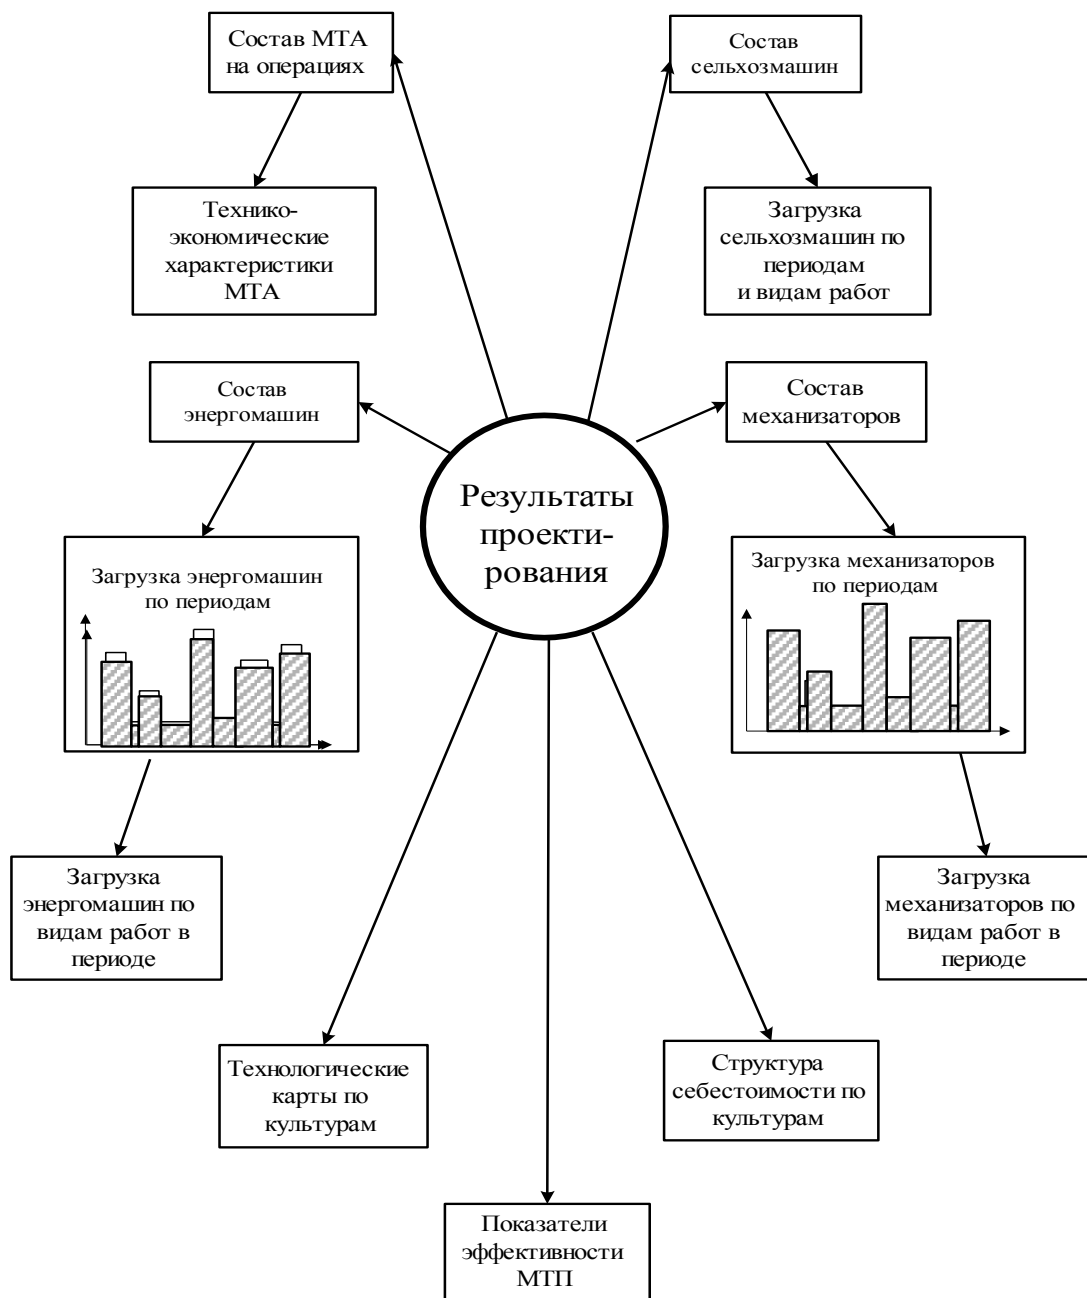 Состав МТА
на операциях
Состав
сельхозмашин
Технико-
экономические
характеристики
МТА
Загрузка
сельхозмашин по
периодам
и видам работ
Состав
энергомашин
Состав
механизаторов
Результаты
проекти-
рования
Загрузка энергомашин
по периодам
Загрузка механизаторов
по периодам
Загрузка
энергомашин по
видам работ в
периоде
Загрузка
механизаторов по
видам работ в
периоде
Технологические
карты по
культурам
Структура
себестоимости по
культурам
Показатели
эффективности
МТП